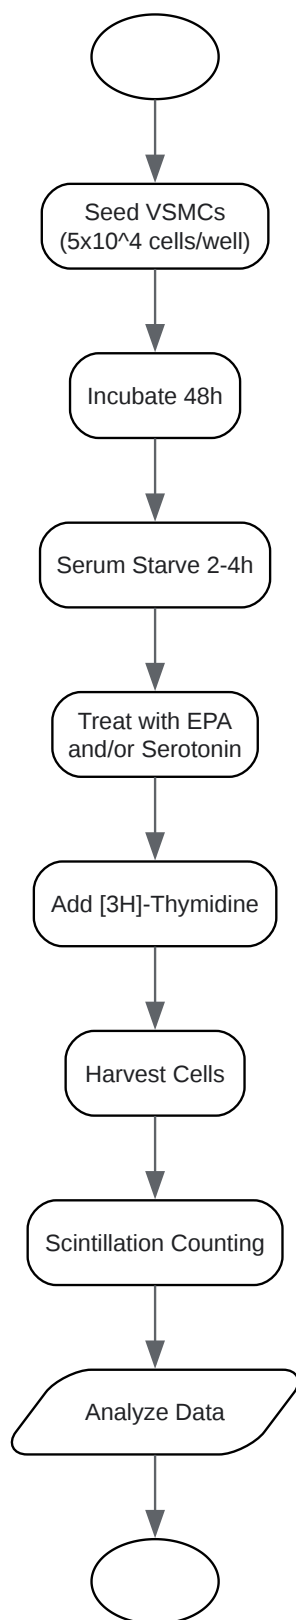 Seed VSMCs
(5x10^4 cells/well)
Incubate 48h
Serum Starve 2-4h
Treat with EPA
and/or Serotonin
Add [3H]-Thymidine
Harvest Cells
Scintillation Counting
Analyze Data